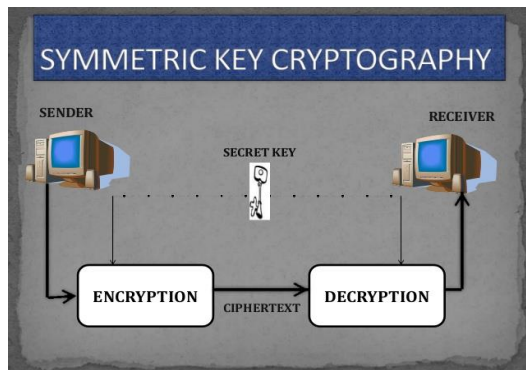 SYMMETRIC KEY CRYPTOGRAPHY
SENDER
RECEIVER
SECRET KEY
ENCRYPTION
CIPHERTEXT
DECRYPTION